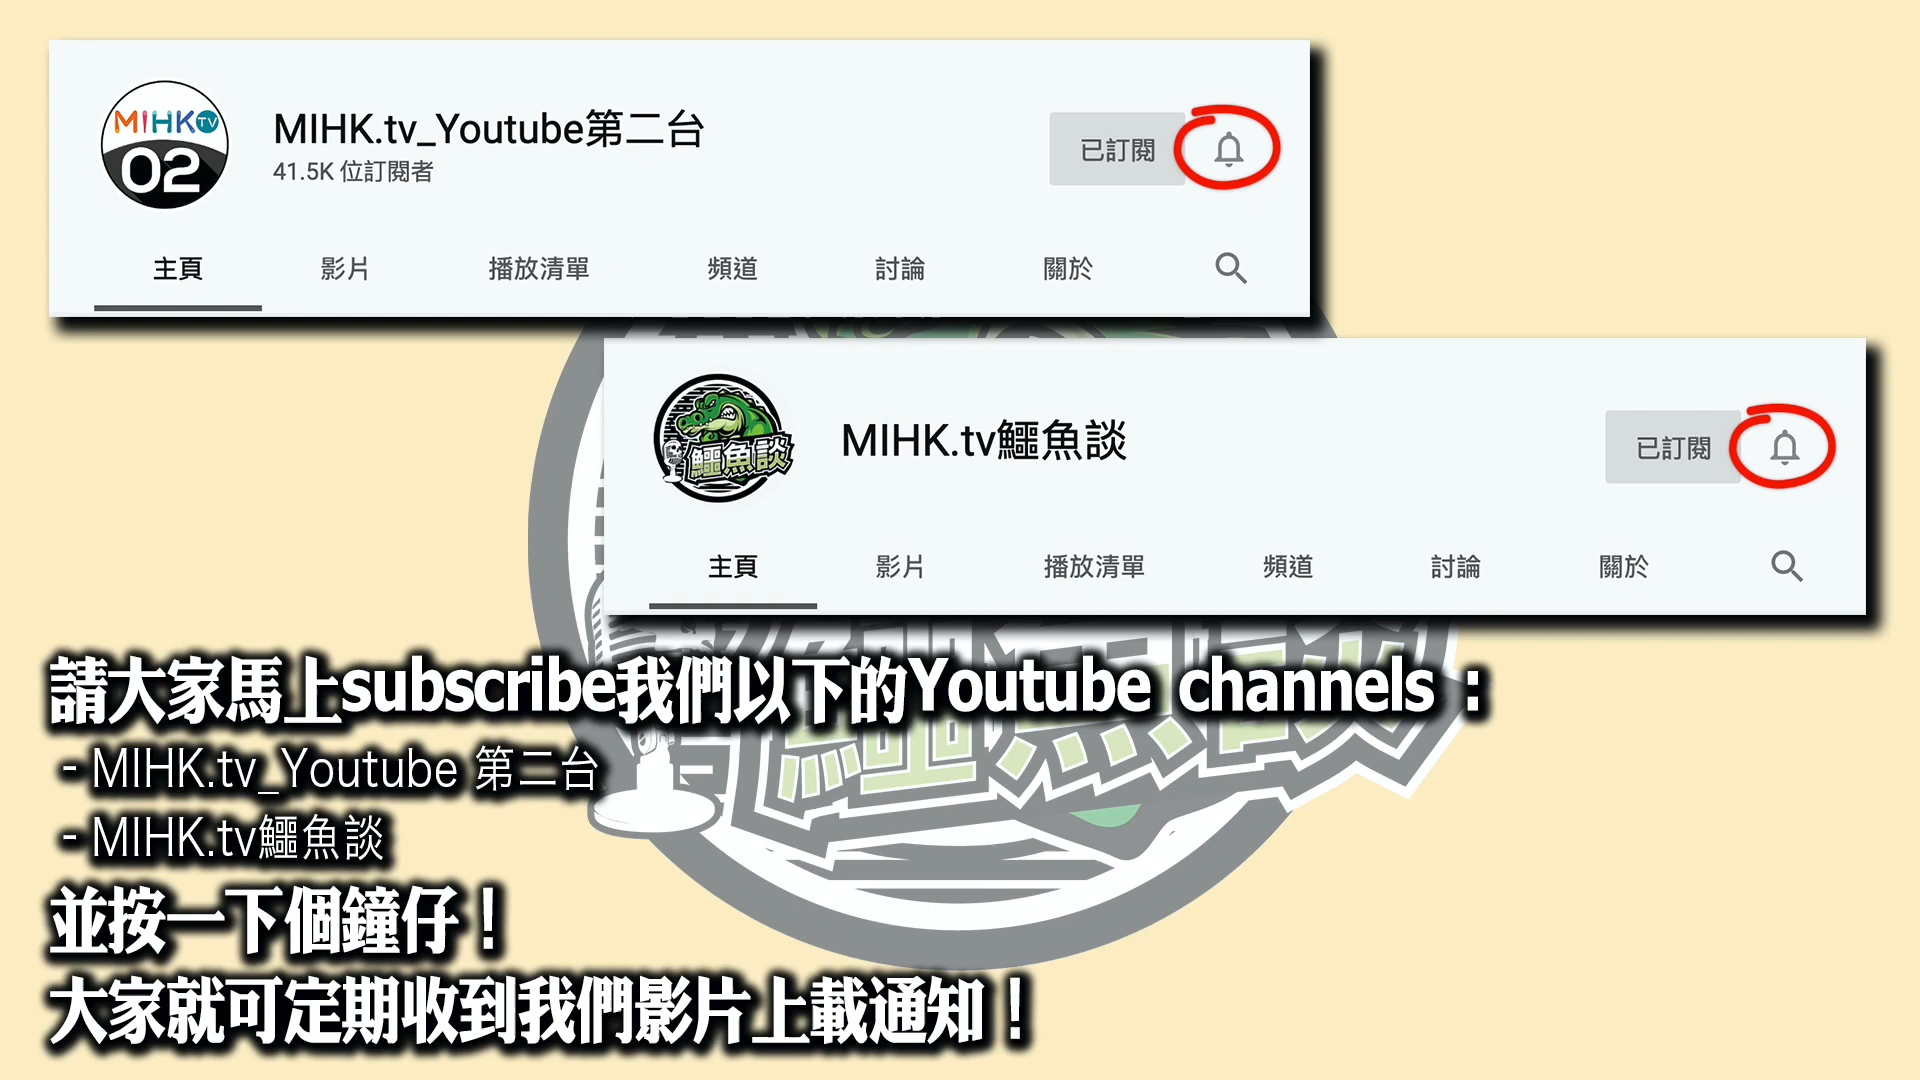 MIHK TV
02
MIHK.tv_Youtube第二台
41.5K 位訂閱者
已訂閱
主頁 影片 播放清單 頻道 討論 關於
鱷魚談
MIHK.tv鱷魚談
已訂閱
主頁 影片 播放清單 頻道 討論 關於
鱷魚談
請大家馬上subscribe我們以下的Youtube channels：
- MIHK.tv_Youtube 第二台
- MIHK.tv鱷魚談
並按一下個鐘仔！
大家就可定期收到我們影片上載通知！